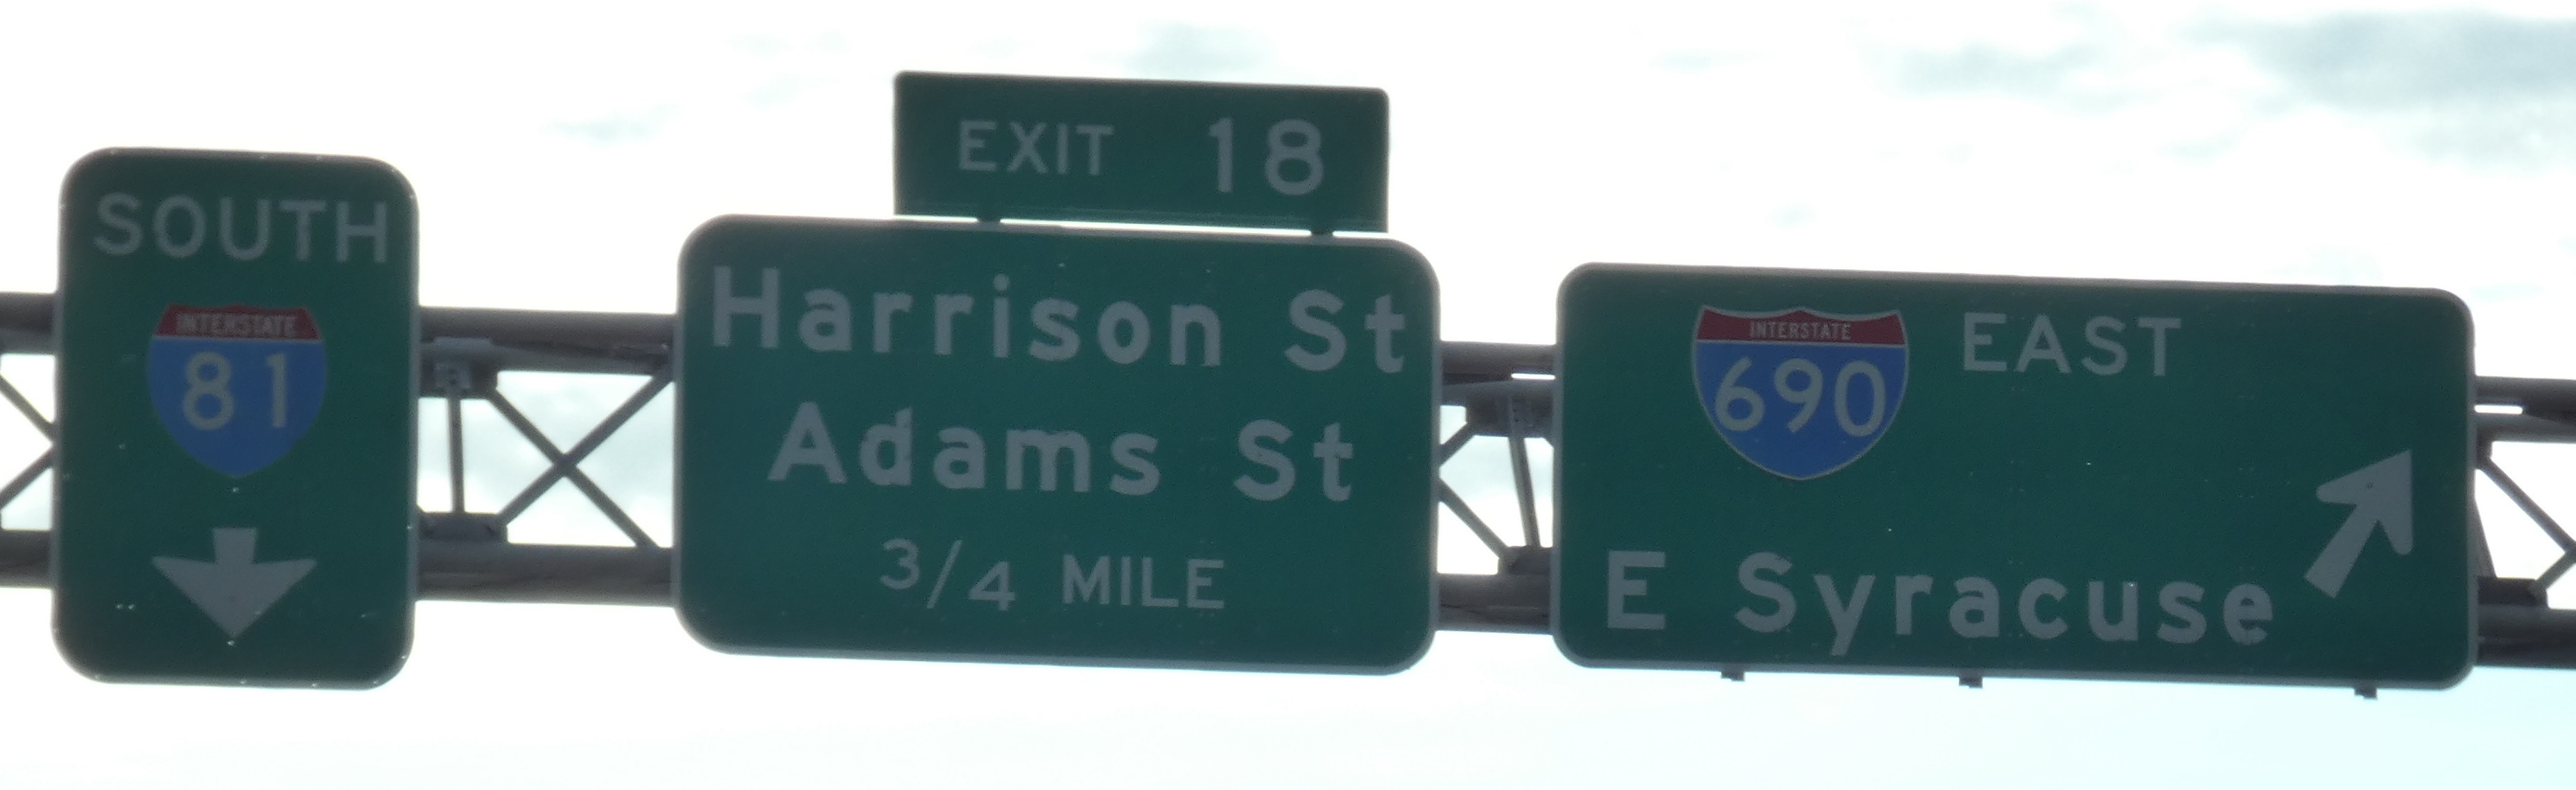 SOUTH
INTERSTATE
81
EXIT 18
Harrison St
Adams St
3/4 MILE
INTERSTATE
690
EAST
E Syracuse